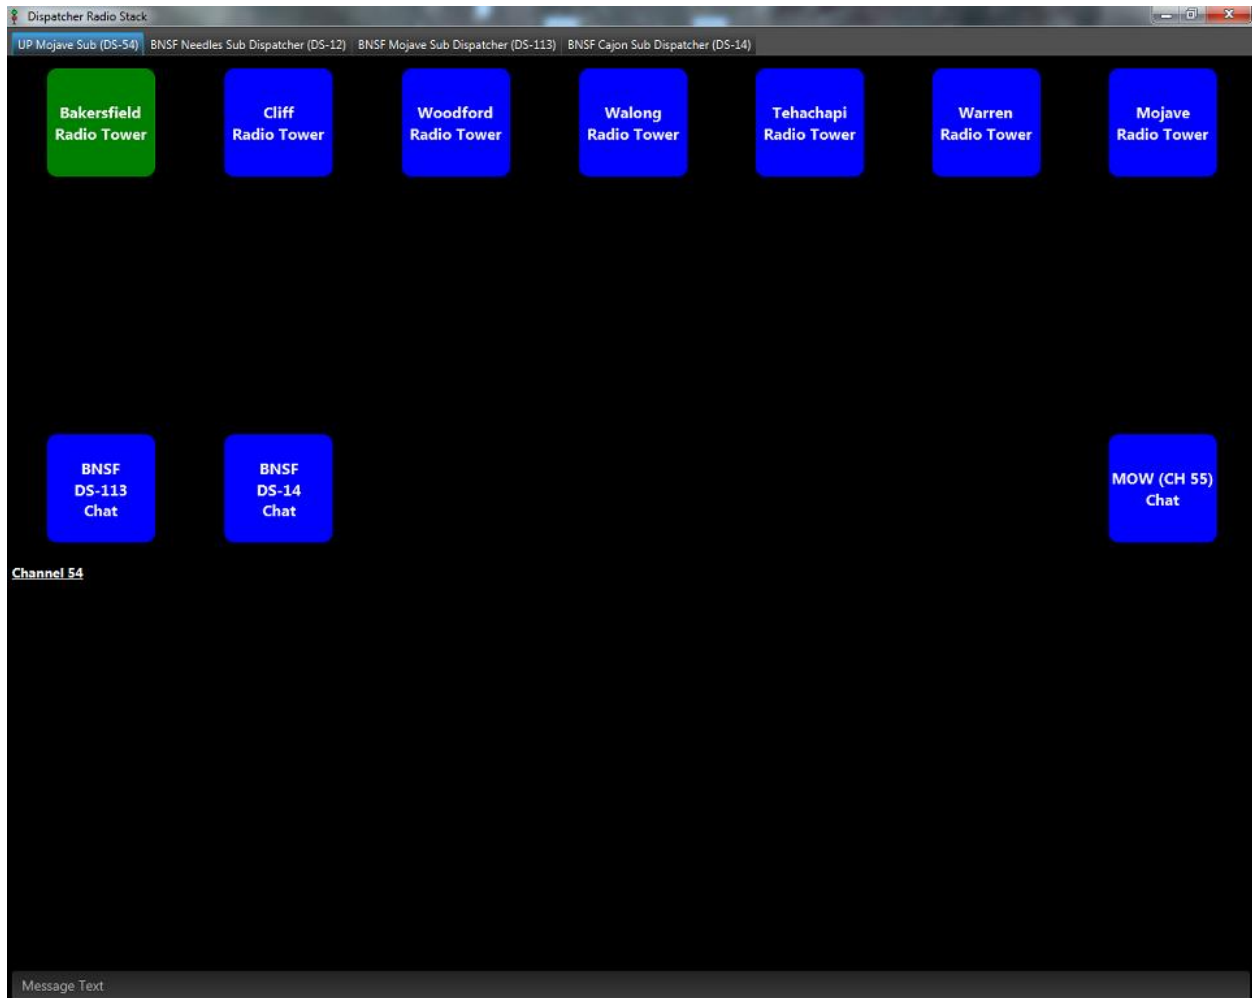 Dispatcher Radio Stack
UP Mojave Sub (DS-54) BNSF Needles Sub Dispatcher (DS-12) BNSF Mojave Sub Dispatcher (DS-113) BNSF Cajon Sub Dispatcher (DS-14)
Bakersfield
Radio Tower
Cliff
Radio Tower
Woodford
Radio Tower
Walong
Radio Tower
Tehachapi
Radio Tower
Warren
Radio Tower
Mojave
Radio Tower
BNSF
DS-113
Chat
BNSF
DS-14
Chat
MOW (CH 55)
Chat
Channel 54
Message Text